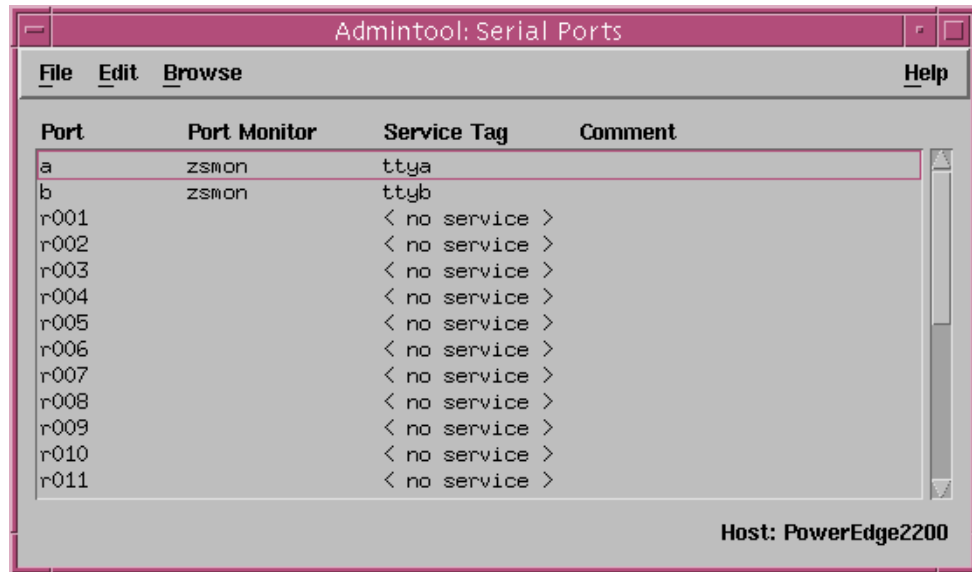 Admintool: Serial Ports
File Edit Browse Help
Port Port Monitor Service Tag Comment
a zsmon ttya
b zsmon ttyb
r001 < no service >
r002 < no service >
r003 < no service >
r004 < no service >
r005 < no service >
r006 < no service >
r007 < no service >
r008 < no service >
r009 < no service >
r010 < no service >
r011 < no service >
Host: PowerEdge2200